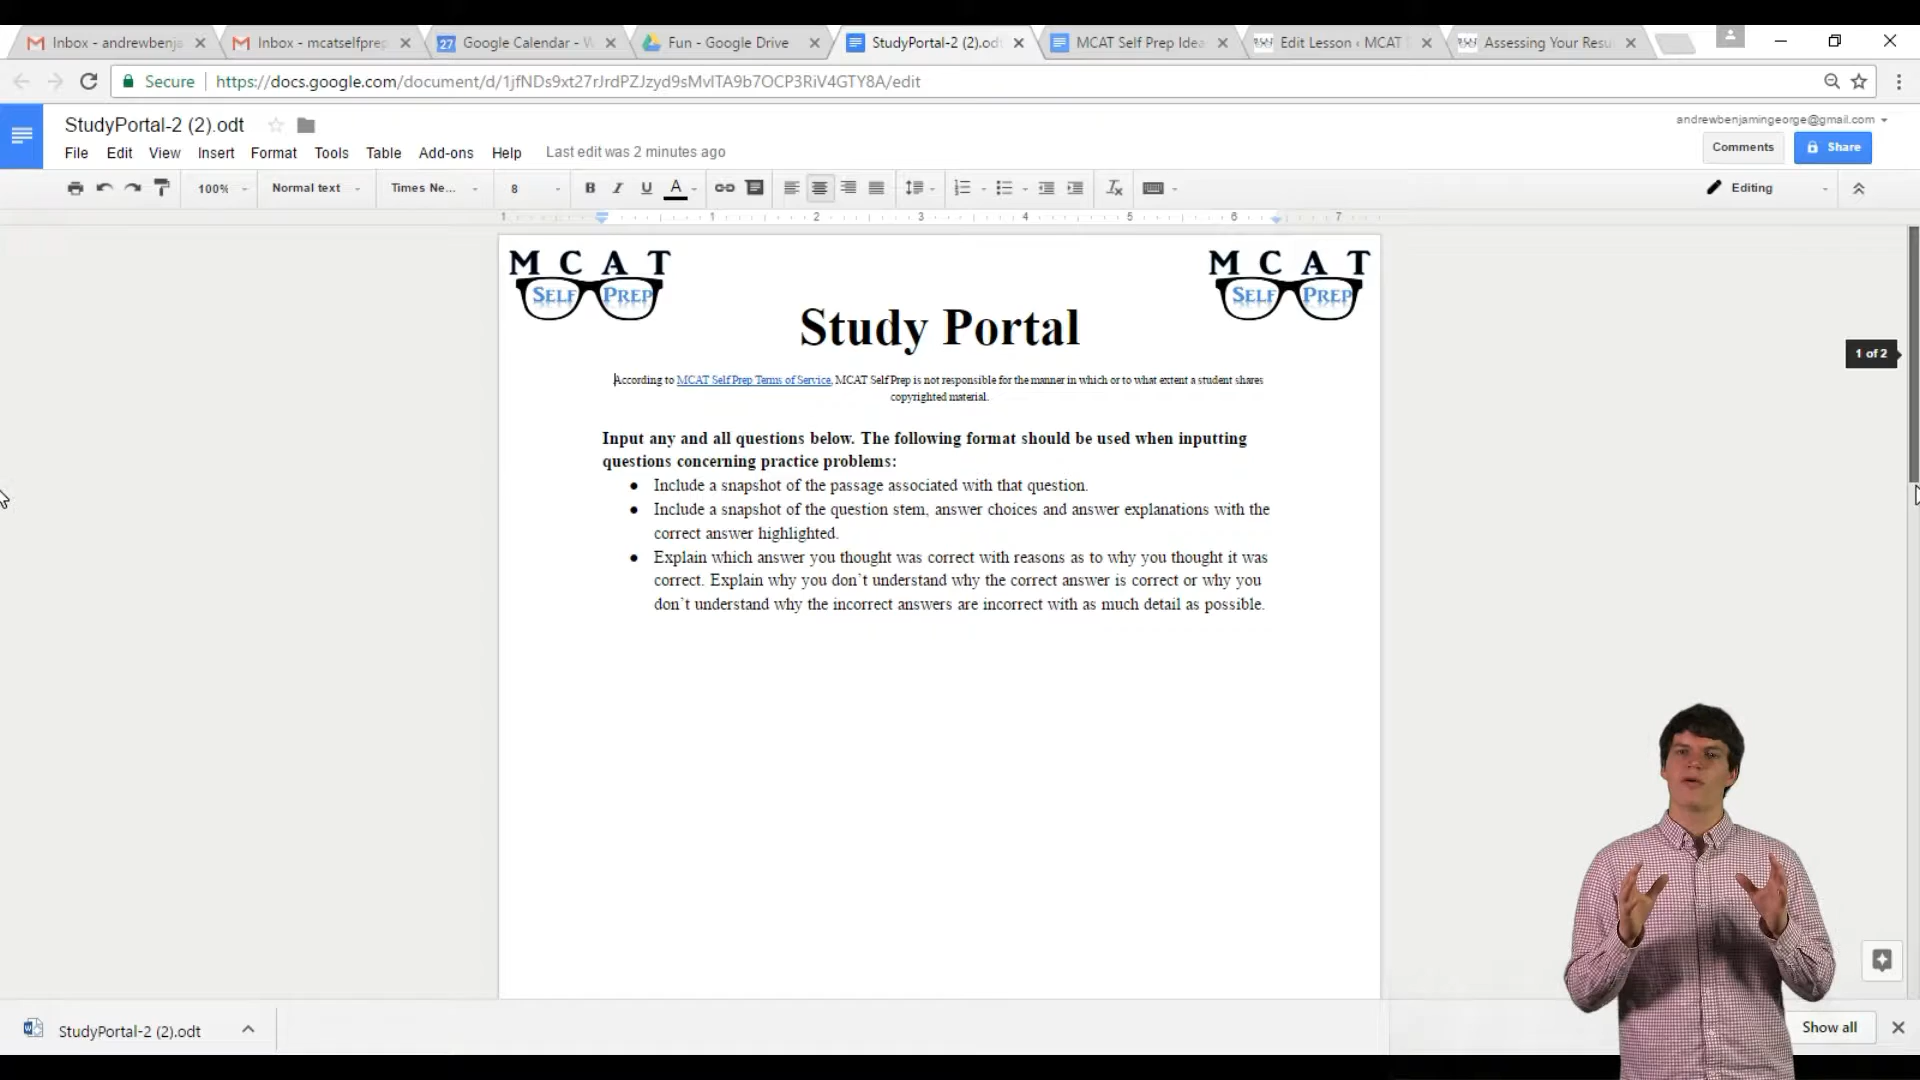 Inbox - andrewbenja
Inbox - mcatselfprep
Google Calendar - W
Fun - Google Drive
StudyPortal-2 (2).odt
MCAT Self Prep Idea
Edit Lesson ‹ MCAT
Assessing Your Resu
Secure https://docs.google.com/document/d/
StudyPortal-2 (2).odt
andrewbenjamingeorge@gmail.com
File Edit View Insert Format Tools Table Add-ons Help Last edit was 2 minutes ago
Comments Share
100% Normal text Times Ne... 8 B I U A Editing
1 1 2 3 4 5 6 7
M C A T
SELF PREP
M C A T
SELF PREP
Study Portal
According to MCAT Self Prep Terms of Service, MCAT Self Prep is not responsible for the manner in which or to what extent a student shares
copyrighted material.
1 of 2
Input any and all questions below. The following format should be used when inputting
questions concerning practice problems:
● Include a snapshot of the passage associated with that question.
● Include a snapshot of the question stem, answer choices and answer explanations with the
correct answer highlighted.
● Explain which answer you thought was correct with reasons as to why you thought it was
correct. Explain why you don`t understand why the correct answer is correct or why you
don`t understand why the incorrect answers are incorrect with as much detail as possible.
StudyPortal-2 (2).odt
Show all